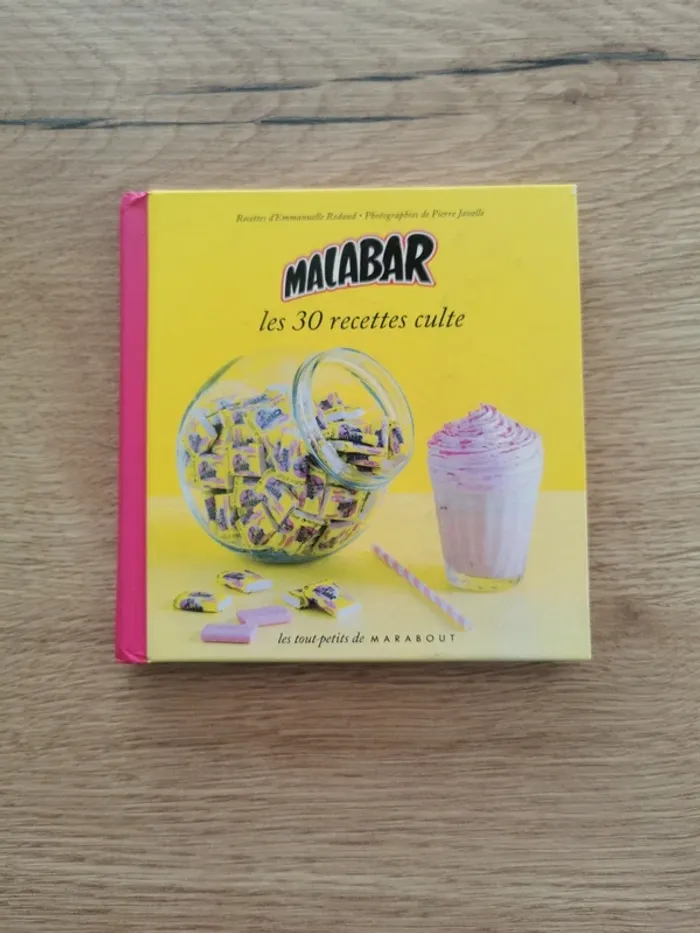 Recettes d'Emmanuelle Redaud • Photographies de Pierre Javelle
MALABAR
les 30 recettes culte
les tout-petits de MARABOUT